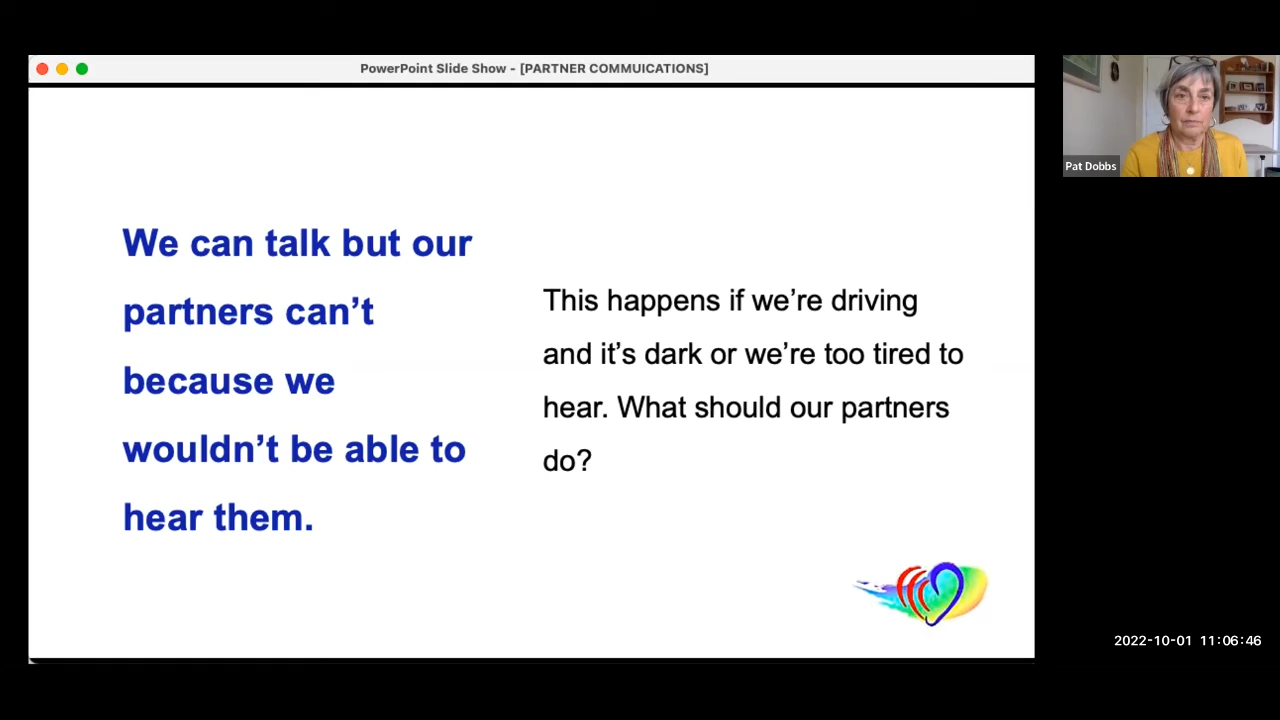 PowerPoint Slide Show - [PARTNER COMMUICATIONS]
We can talk but our
partners can’t
because we
wouldn’t be able to
hear them.
This happens if we’re driving
and it’s dark or we’re too tired to
hear. What should our partners
do?
Pat Dobbs
2022-10-01 11:06:46